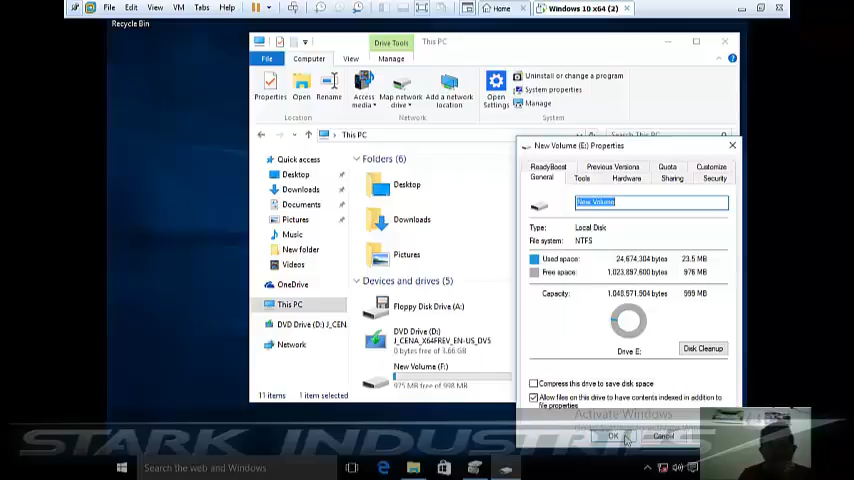 File Edit View VM Tabs Help
Home
Windows 10 x64 (2)
Recycle Bin
Drive Tools
This PC
File
Computer
View
Manage
Properties
Open
Rename
Access media
Map network drive
Add a network location
Open Settings
Uninstall or change a program
System properties
Manage
Location
Network
System
This PC
Search This PC
Quick access
Desktop
Downloads
Documents
Pictures
Music
New folder
Videos
OneDrive
This PC
DVD Drive (D:) J_CENA
Network
Folders (6)
Desktop
Downloads
Pictures
Devices and drives (5)
Floppy Disk Drive (A:)
DVD Drive (D:)
J_CENA_X64FREV_EN-US_DV5
0 bytes free of 3.66 GB
New Volume (F:)
975 MB free of 998 MB
11 items
1 item selected
New Volume (E:) Properties
ReadyBoost
Previous Versions
Quota
Customize
General
Tools
Hardware
Sharing
Security
New Volume
Type: Local Disk
File system: NTFS
Used space: 24,674,304 bytes 23.5 MB
Free space: 1,023,897,600 bytes 976 MB
Capacity: 1,048,571,904 bytes 999 MB
Drive E:
Disk Cleanup
Compress this drive to save disk space
Allow files on this drive to have contents indexed in addition to
file properties
Activate Windows
OK
Cancel
STARK INDUSTRIES
Search the web and Windows